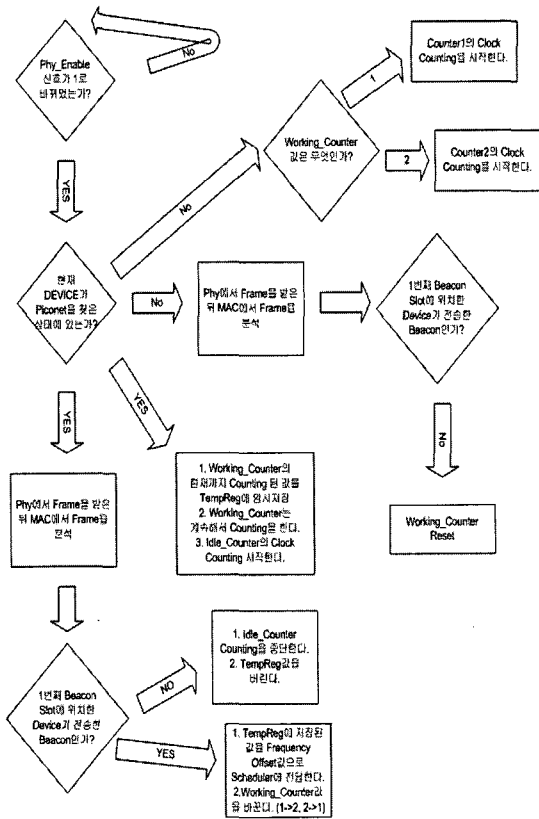 No
Phy_Enable
신호가 1로
바뀌었는가?
YES
1
Counter1의 Clock
Counting을 시작한다.
Working_Counter
값은 무엇인가?
2
Counter2의 Clock
Counting을 시작한다.
No
현재
DEVICE가
Piconet을 찾은
상태에 있는가?
No
Phy에서 Frame을 받은
뒤 MAC에서 Frame을
분석
1번째 Beacon
Slot에 위치한
Device가 전송한
Beacon인가?
YES
YES
No
Phy에서 Frame을 받은
뒤 MAC에서 Frame을
분석
1. Working_Counter의
현재까지 Counting 된 값를
TempReg에 임시저장
2. Working_Counter는
계속해서 Counting을 한다.
3. Idle_Counter의 Clock
Counting 시작한다.
Working_Counter
Reset
1번째 Beacon
Slot에 위치한
Device가 전송한
Beacon인가?
NO
1. Idle_Counter
Counting을 중단한다.
2. TempReg값을
버린다.
YES
1. TempReg에 저장된
값을 Frequency
Offset값으로
Scheduler에 전달한다.
2.Working_Counter값
을 바꾼다. (1->2, 2->1)